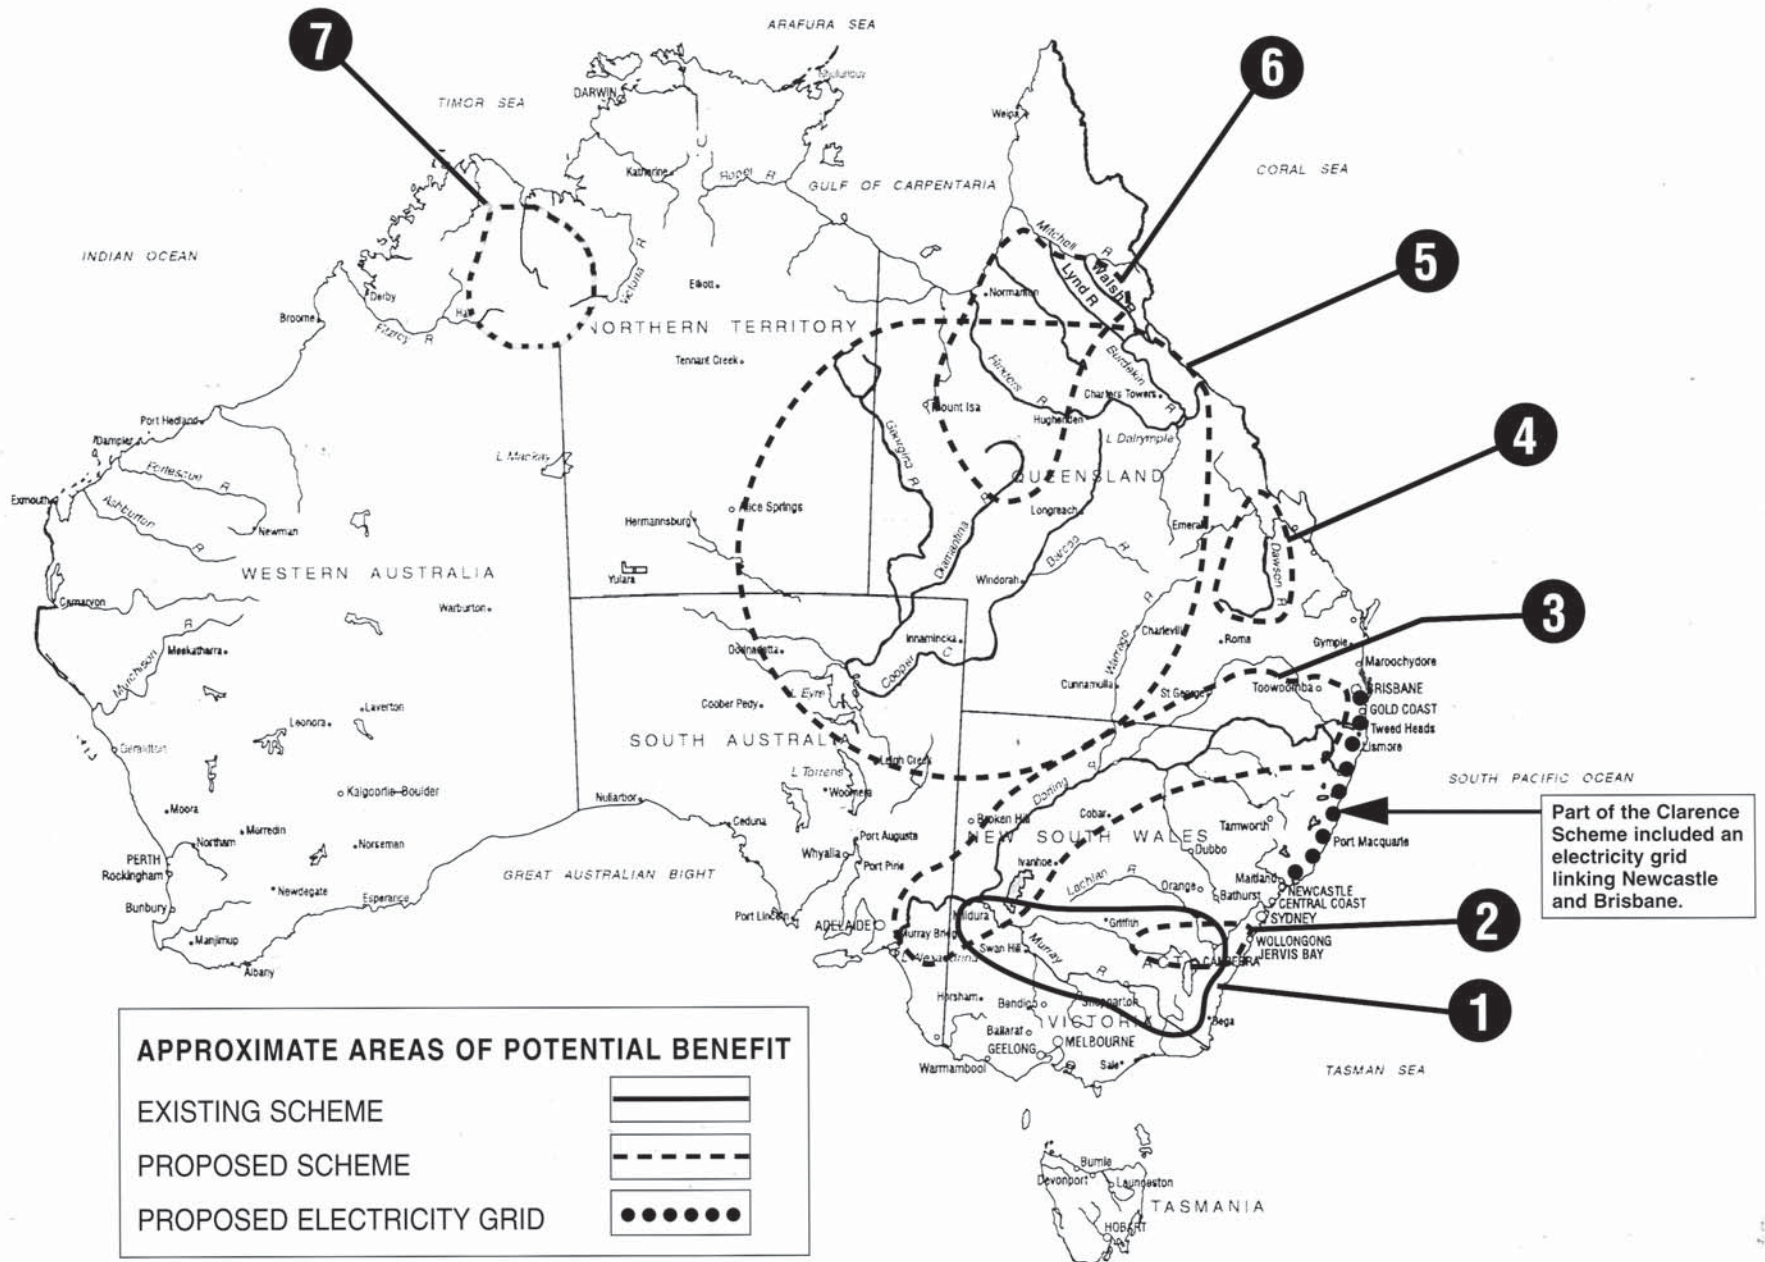 7
ARAFURA SEA
6
Nhulunbuy
TIMOR SEA
DARWIN
Weipa
CORAL SEA
Katherine
Roper R
GULF OF CARPENTARIA
5
INDIAN OCEAN
Mitchell R
Lynd R
Walsh R
Victoria R
Elliott
Normanton
Derby
Broome
Fitzroy R
NORTHERN TERRITORY
Tennant Creek
Flinders R
Burdekin R
Charters Towers
4
Mount Isa
Hughenden
Port Hedland
Dampier
Georgina R
L Dalrymple
L Mackay
Fortescue R
QUEENSLAND
Exmouth
Ashburton R
Alice Springs
Longreach
Newman
Hermannsburg
Emerald
Diamantina R
Barcoo R
Dawson R
WESTERN AUSTRALIA
Yulara
Windorah
3
Carnarvon
Warburton
Innamincka
Charleville
Roma
Gympie
Meekatharra
Murchison R
Oodnadatta
Cooper C
Warrego R
Maroochydore
Cunnamulla
St George
Toowoomba
BRISBANE
L Eyre
Coober Pedy
GOLD COAST
Laverton
Leonora
Tweed Heads
SOUTH AUSTRALIA
Lismore
Geraldton
Leigh Creek
L Torrens
Darling R
SOUTH PACIFIC OCEAN
Kalgoorlie-Boulder
Woomera
Nullarbor
Part of the Clarence
Scheme included an
electricity grid
linking Newcastle
and Brisbane.
Moora
Ceduna
Broken Hill
Cobar
Tamworth
Merredin
Northam
Norseman
Port Augusta
NEW SOUTH WALES
Port Macquarie
PERTH
Rockingham
Whyalla
Port Pirie
Ivanhoe
Dubbo
GREAT AUSTRALIAN BIGHT
Lachlan R
Orange
Maitland
NEWCASTLE
Newdegate
Esperance
Bathurst
CENTRAL COAST
Bunbury
Port Lincoln
ADELAIDE
Mildura
Griffith
SYDNEY
2
Manjimup
Murray Bridge
Swan Hill
Murray R
WOLLONGONG
JERVIS BAY
L Alexandrina
A C T
CANBERRA
Albany
Horsham
Bendigo
Shepparton
1
VICTORIA
Bega
Ballarat
GEELONG
MELBOURNE
Warrnambool
Sale
TASMAN SEA
APPROXIMATE AREAS OF POTENTIAL BENEFIT
EXISTING SCHEME
PROPOSED SCHEME
PROPOSED ELECTRICITY GRID
Burnie
Devonport
Launceston
TASMANIA
HOBART